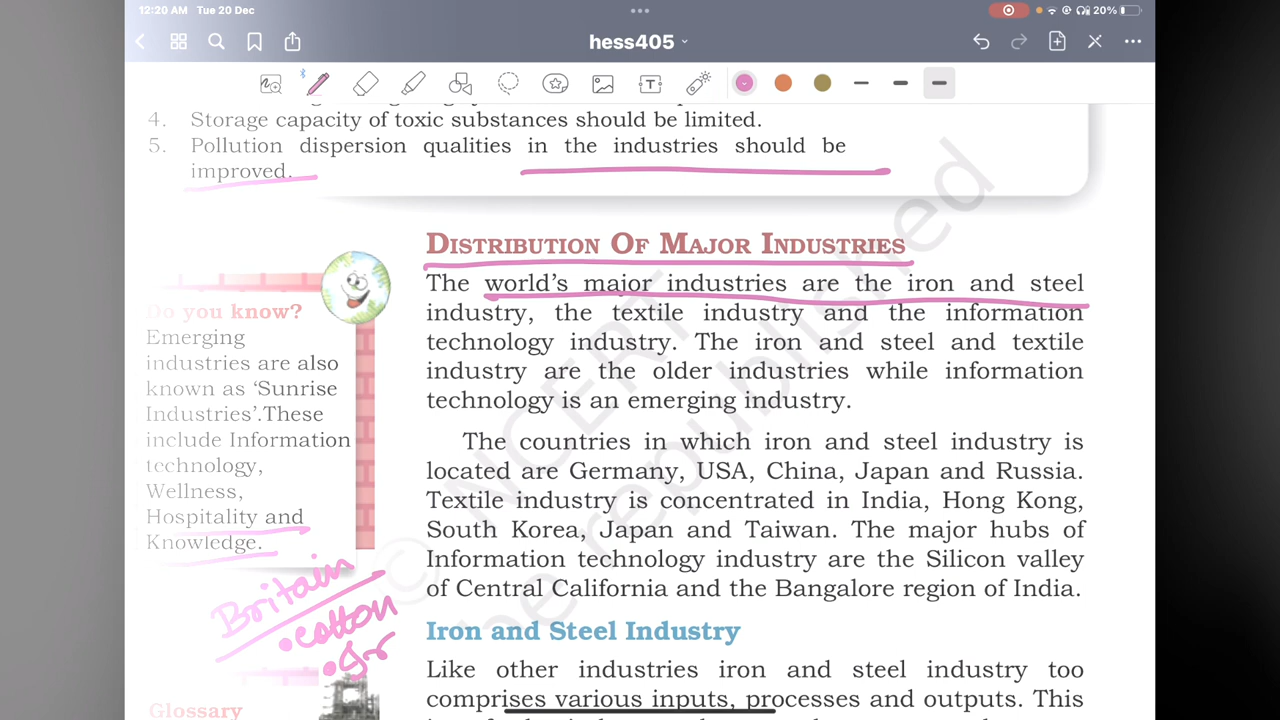 12:20 AM Tue 20 Dec
20%
hess405
4. Storage capacity of toxic substances should be limited.
5. Pollution dispersion qualities in the industries should be
improved.
DISTRIBUTION OF MAJOR INDUSTRIES
The world's major industries are the iron and steel
industry, the textile industry and the information
technology industry. The iron and steel and textile
industry are the older industries while information
technology is an emerging industry.
The countries in which iron and steel industry is
located are Germany, USA, China, Japan and Russia.
Textile industry is concentrated in India, Hong Kong,
South Korea, Japan and Taiwan. The major hubs of
Information technology industry are the Silicon valley
of Central California and the Bangalore region of India.
Iron and Steel Industry
Like other industries iron and steel industry too
comprises various inputs, processes and outputs. This
Do you know?
Emerging
industries are also
known as 'Sunrise
Industries'.These
include Information
technology,
Wellness,
Hospitality and
Knowledge.
Britain
• cotton
Glossary
© NCERT
be republished